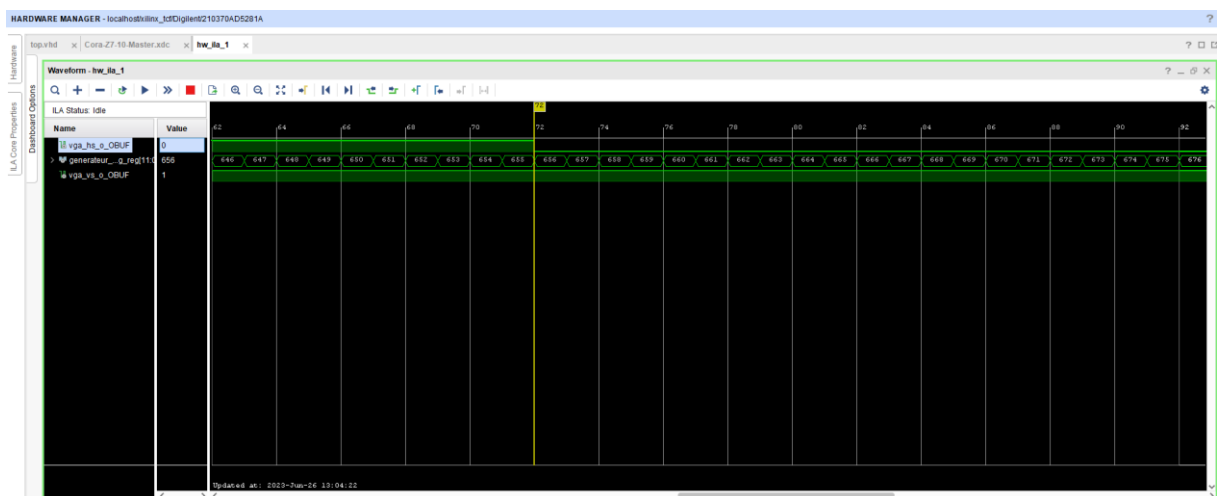 HARDWARE MANAGER - localhost/xilinx_tcf/Digilent/210370AD5281A ?
top.vhd x Cora-Z7-10-Master.xdc x hw_ila_1 x
Hardware
ILA Core Properties
Dashboard Options
Waveform - hw_ila_1
ILA Status: Idle
72
Name Value 62 64 66 68 70 72 74 76 78 80 82 84 86 88 90 92
vga_hs_o_OBUF 0
generateur_...g_reg[11:0 656 646 647 648 649 650 651 652 653 654 655 656 657 658 659 660 661 662 663 664 665 666 667 668 669 670 671 672 673 674 675 676
vga_vs_o_OBUF 1
Updated at: 2023-Jun-26 13:04:22